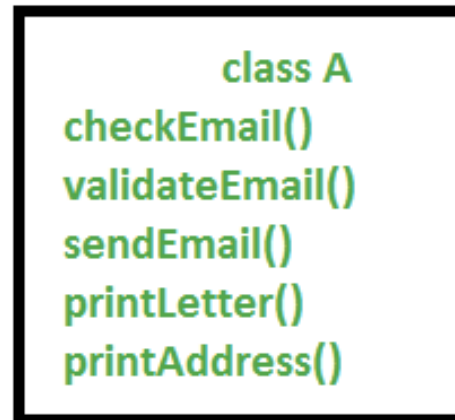 class A
checkEmail()
validateEmail()
sendEmail()
printLetter()
printAddress()